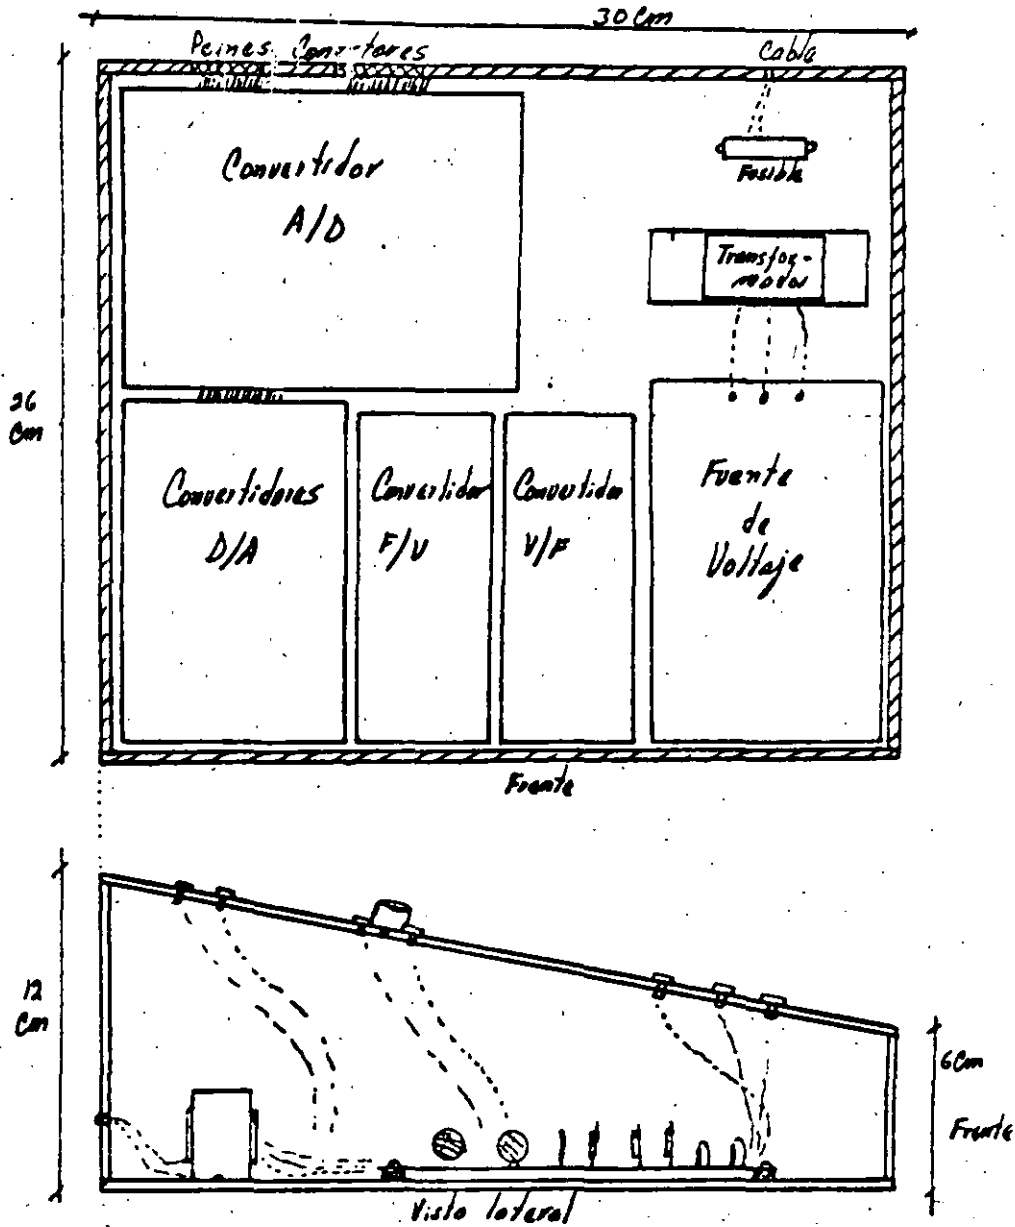 30 Cm
Peines Conectores
Cable
Convertidor
A/D
Fusible
Transfor-
mador
26
Cm
Convertidores
D/A
Convertidor
F/V
Convertidor
V/F
Fuente
de
Voltaje
Frente
12
Cm
6 Cm
Frente
Vista lateral